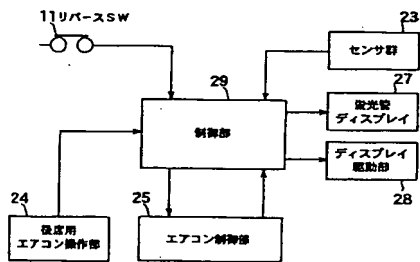 11 リバースSW
23
センサ群
29
制御部
27
蛍光管
ディスプレイ
ディスプレイ
駆動部
28
24
後席用
エアコン操作部
25
エアコン制御部